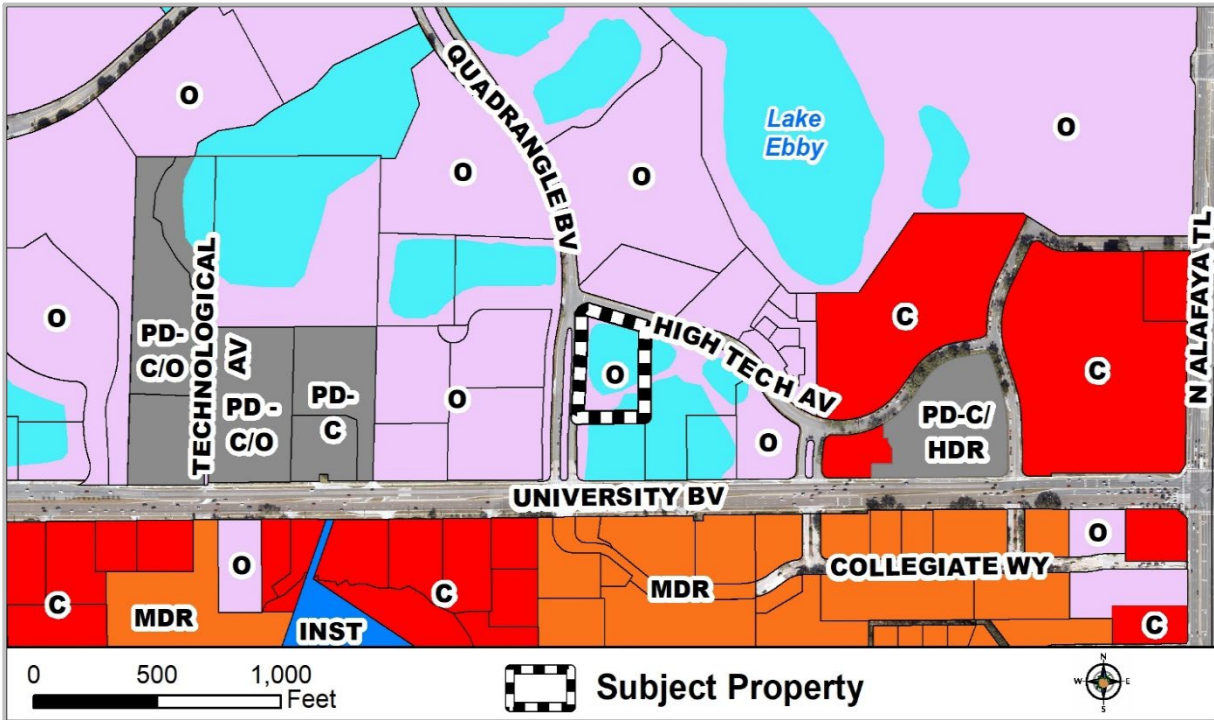 O
QUADRANGLE BV
Lake
Ebby
O
O
O
N ALAFAYA TL
O
PD-
C/O
TECHNOLOGICAL
AV
PD -
C/O
PD-
C
O
O
HIGH TECH AV
C
C
PD-C/
HDR
O
UNIVERSITY BV
C
MDR
O
INST
C
MDR
COLLEGIATE WY
O
C
0 500 1,000
Feet
Subject Property
N
W E
S